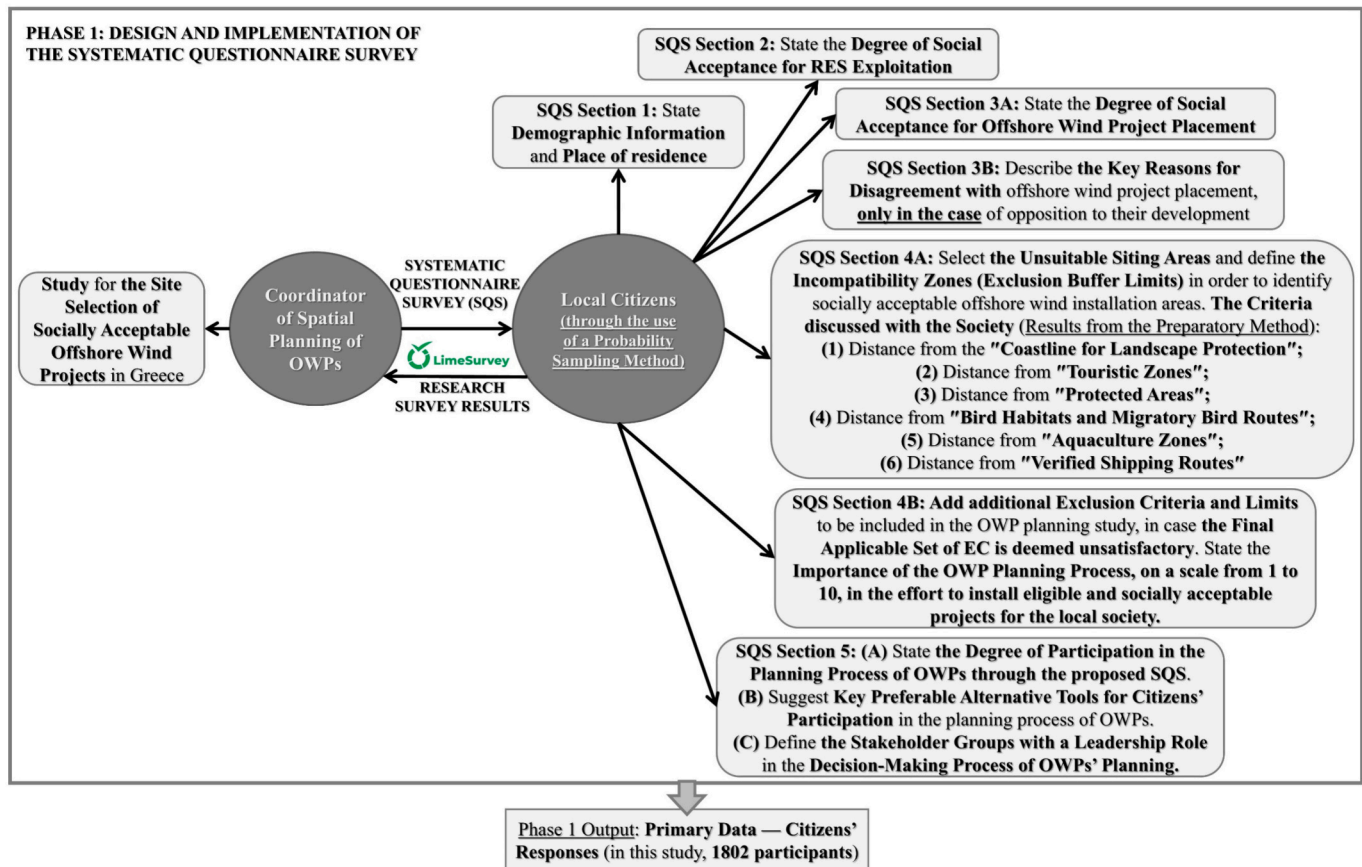 PHASE 1: DESIGN AND IMPLEMENTATION OF
THE SYSTEMATIC QUESTIONNAIRE SURVEY
SQS Section 2: State the Degree of Social
Acceptance for RES Exploitation
SQS Section 1: State
Demographic Information
and Place of residence
SQS Section 3A: State the Degree of Social
Acceptance for Offshore Wind Project Placement
SQS Section 3B: Describe the Key Reasons for
Disagreement with offshore wind project placement,
only in the case of opposition to their development
Study for the Site
Selection of
Socially Acceptable
Offshore Wind
Projects in Greece
Coordinator
of Spatial
Planning of
OWPs
SYSTEMATIC
QUESTIONNAIRE
SURVEY (SQS)
LimeSurvey
RESEARCH
SURVEY RESULTS
Local Citizens
(through the use
of a Probability
Sampling Method)
SQS Section 4A: Select the Unsuitable Siting Areas and define the
Incompatibility Zones (Exclusion Buffer Limits) in order to identify
socially acceptable offshore wind installation areas. The Criteria
discussed with the Society (Results from the Preparatory Method):
(1) Distance from the "Coastline for Landscape Protection";
(2) Distance from "Touristic Zones";
(3) Distance from "Protected Areas";
(4) Distance from "Bird Habitats and Migratory Bird Routes";
(5) Distance from "Aquaculture Zones";
(6) Distance from "Verified Shipping Routes"
SQS Section 4B: Add additional Exclusion Criteria and Limits
to be included in the OWP planning study, in case the Final
Applicable Set of EC is deemed unsatisfactory. State the
Importance of the OWP Planning Process, on a scale from 1 to
10, in the effort to install eligible and socially acceptable
projects for the local society.
SQS Section 5: (A) State the Degree of Participation in the
Planning Process of OWPs through the proposed SQS.
(B) Suggest Key Preferable Alternative Tools for Citizens'
Participation in the planning process of OWPs.
(C) Define the Stakeholder Groups with a Leadership Role
in the Decision-Making Process of OWPs' Planning.
Phase 1 Output: Primary Data — Citizens'
Responses (in this study, 1802 participants)